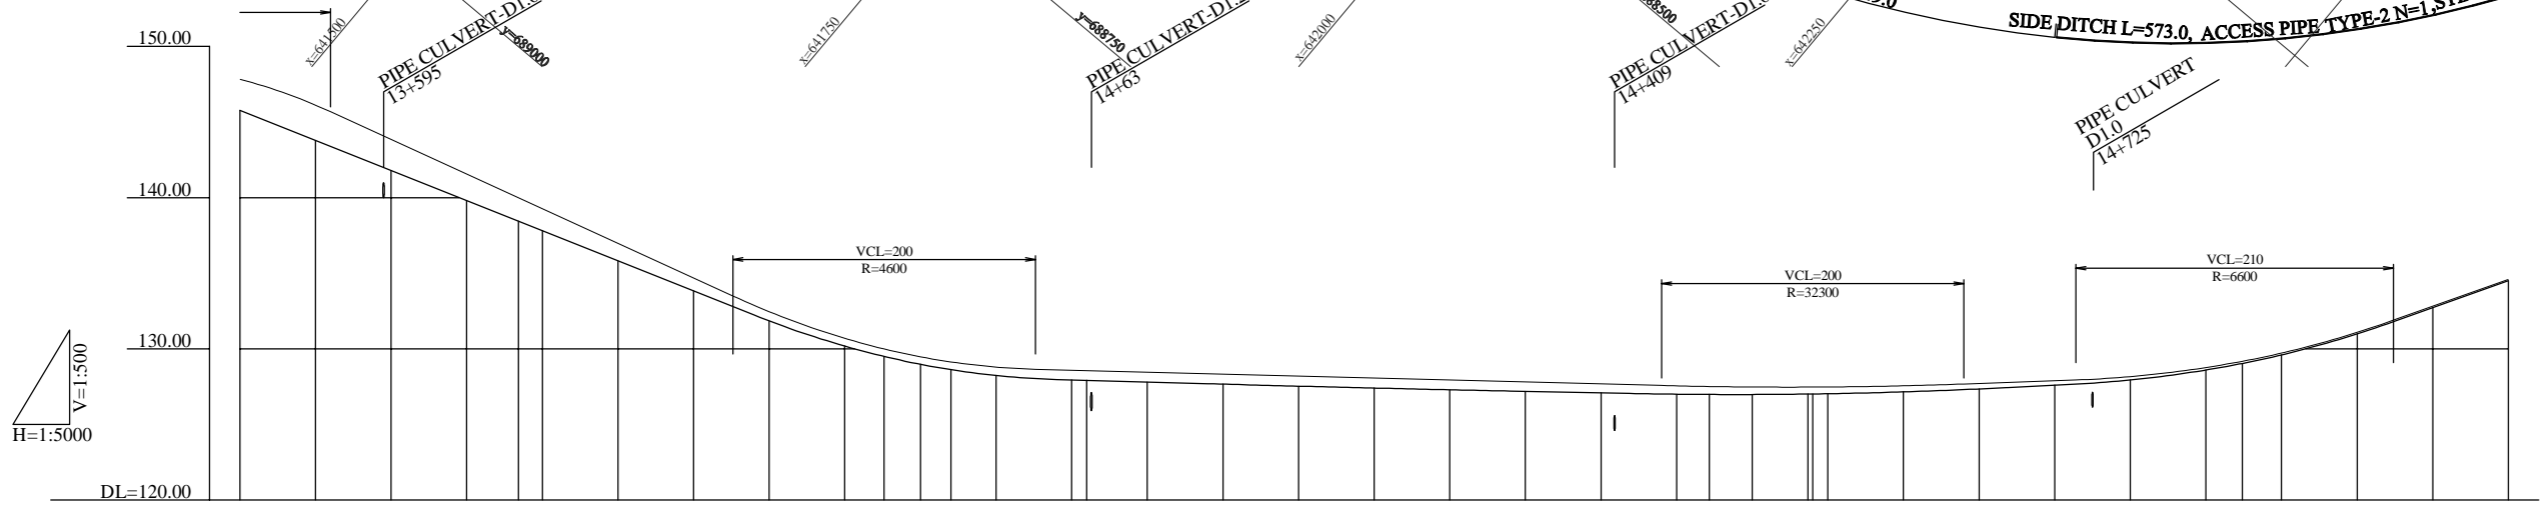 x=641500
y=689000
x=641750
y=688750
x=642000
x=642250
SIDE DITCH L=573.0, ACCESS PIPE TYPE-2 N=1,
150.00
PIPE CULVERT-D1.
13+595
PIPE CULVERT-D1.
14+63
PIPE CULVERT-D1.
14+409
PIPE CULVERT
D1.0
14+725
140.00
VCL=200
R=4600
VCL=200
R=32300
VCL=210
R=6600
130.00
V=1:500
H=1:5000
DL=120.00